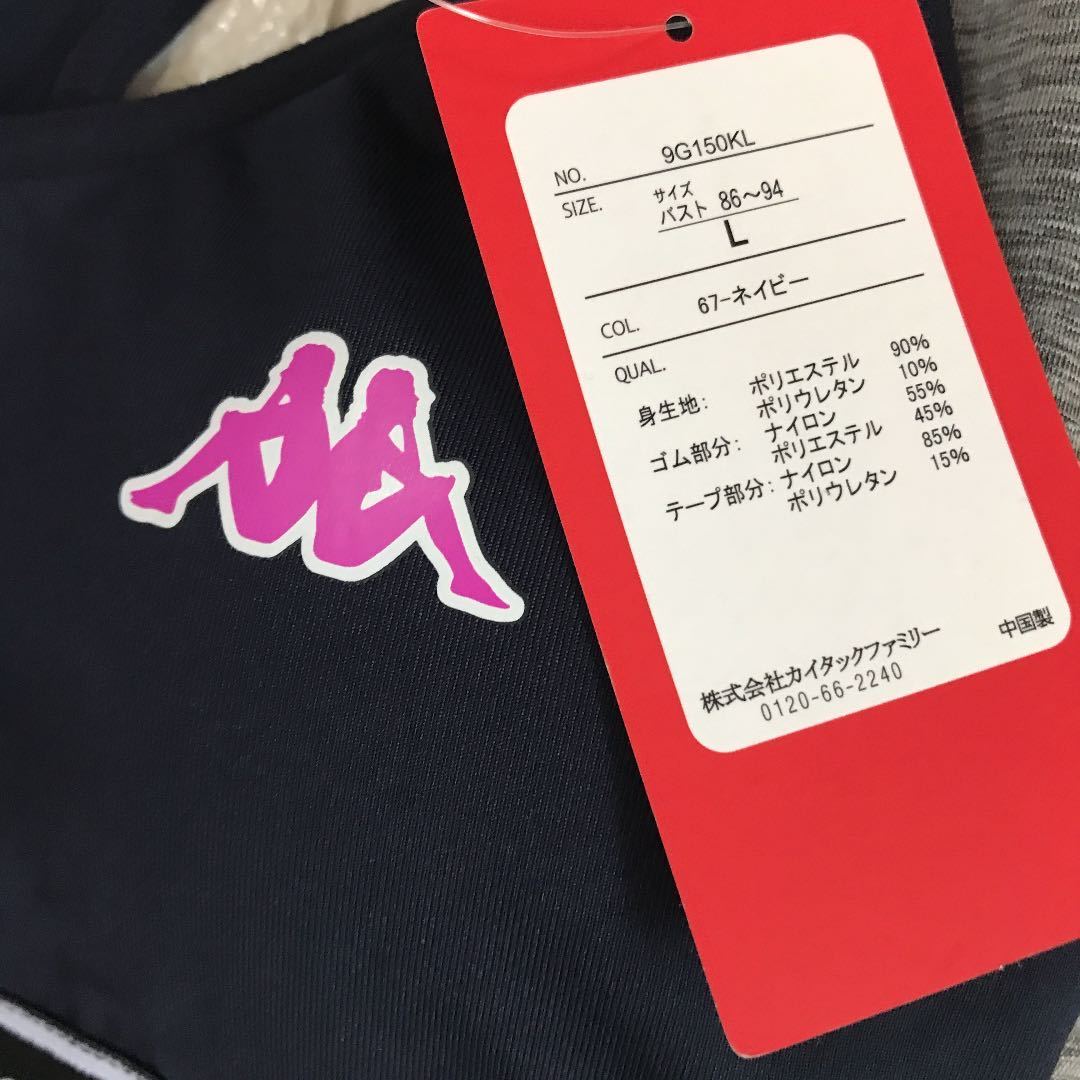 NO. 9G150KL
SIZE. サイズ
バスト 86～94
L
COL. 67-ネイビー
QUAL.
身生地: ポリエステル 90%
ポリウレタン 10%
ゴム部分: ナイロン 55%
ポリエステル 45%
テープ部分: ナイロン 85%
ポリウレタン 15%
中国製
株式会社カイタックファミリー
0120-66-2240